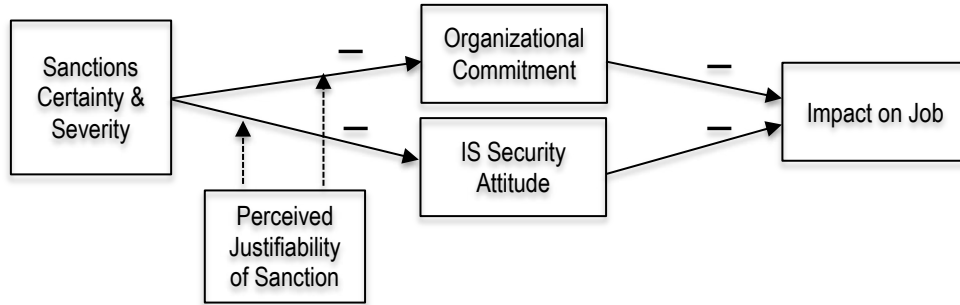 Sanctions
Certainty &
Severity
–
Organizational
Commitment
–
Impact on Job
–
IS Security
Attitude
–
Perceived
Justifiability
of Sanction